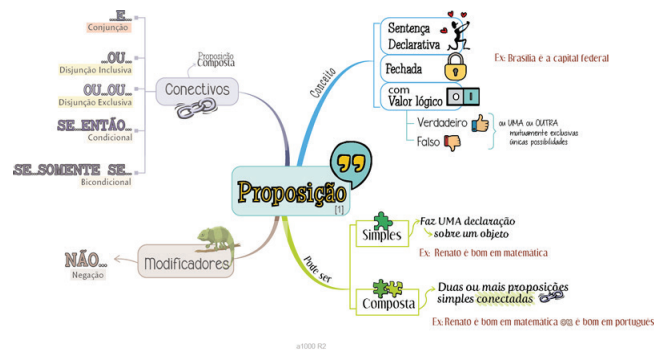 Proposição
[1]
Conceito
Sentença
Declarativa
Ex: Brasília é a capital federal
Fechada
com
Valor lógico
Verdadeiro
Falso
ou UMA ou OUTRA
mutuamente exclusivas
únicas possibilidades
Pode ser
Simples
Faz UMA declaração
sobre um objeto
Ex: Renato é bom em matemática
Composta
Duas ou mais proposições
simples conectadas
Ex:Renato é bom em matemática é bom em português
Conectivos
Proposição
Composta
_E_
Conjunção
_OU_
Disjunção Inclusiva
OU_OU_
Disjunção Exclusiva
SE_ENTÃO_
Condicional
SE_SOMENTE SE_
Bicondicional
Modificadores
NÃO_
Negação
a1000 R2